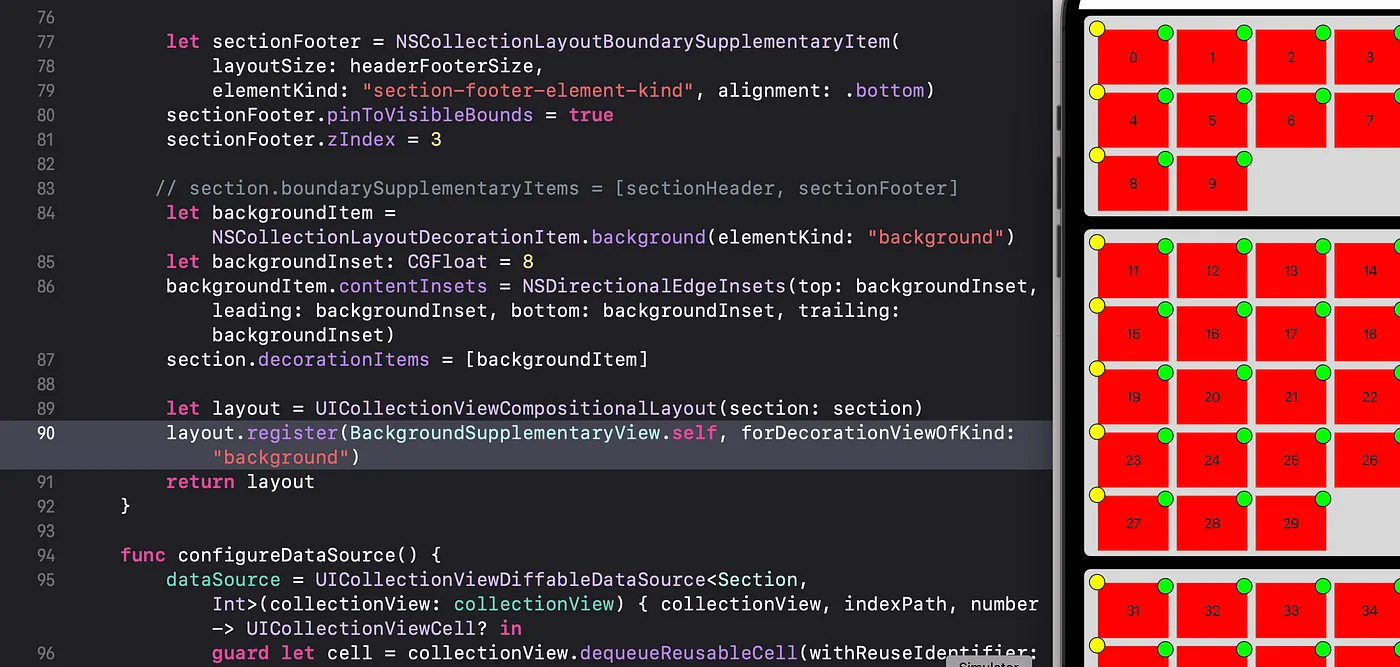 76
77 let sectionFooter = NSCollectionLayoutBoundarySupplementaryItem(
78 layoutSize: headerFooterSize,
79 elementKind: "section-footer-element-kind", alignment: .bottom)
80 sectionFooter.pinToVisibleBounds = true
81 sectionFooter.zIndex = 3
82
83 // section.boundarySupplementaryItems = [sectionHeader, sectionFooter]
84 let backgroundItem =
NSCollectionLayoutDecorationItem.background(elementKind: "background")
85 let backgroundInset: CGFloat = 8
86 backgroundItem.contentInsets = NSDirectionalEdgeInsets(top: backgroundInset,
leading: backgroundInset, bottom: backgroundInset, trailing:
backgroundInset)
87 section.decorationItems = [backgroundItem]
88
89 let layout = UICollectionViewCompositionalLayout(section: section)
90 layout.register(BackgroundSupplementaryView.self, forDecorationViewOfKind:
"background")
91 return layout
92 }
93
94 func configureDataSource() {
95 dataSource = UICollectionViewDiffableDataSource<Section,
Int>(collectionView: collectionView) { collectionView, indexPath, number
-> UICollectionViewCell? in
96 guard let cell = collectionView.dequeueReusableCell(withReuseIdentifier:
Simulator
0 1 2 3
4 5 6 7
8 9
11 12 13 14
15 16 17 18
19 20 21 22
23 24 25 26
27 28 29
31 32 33 34